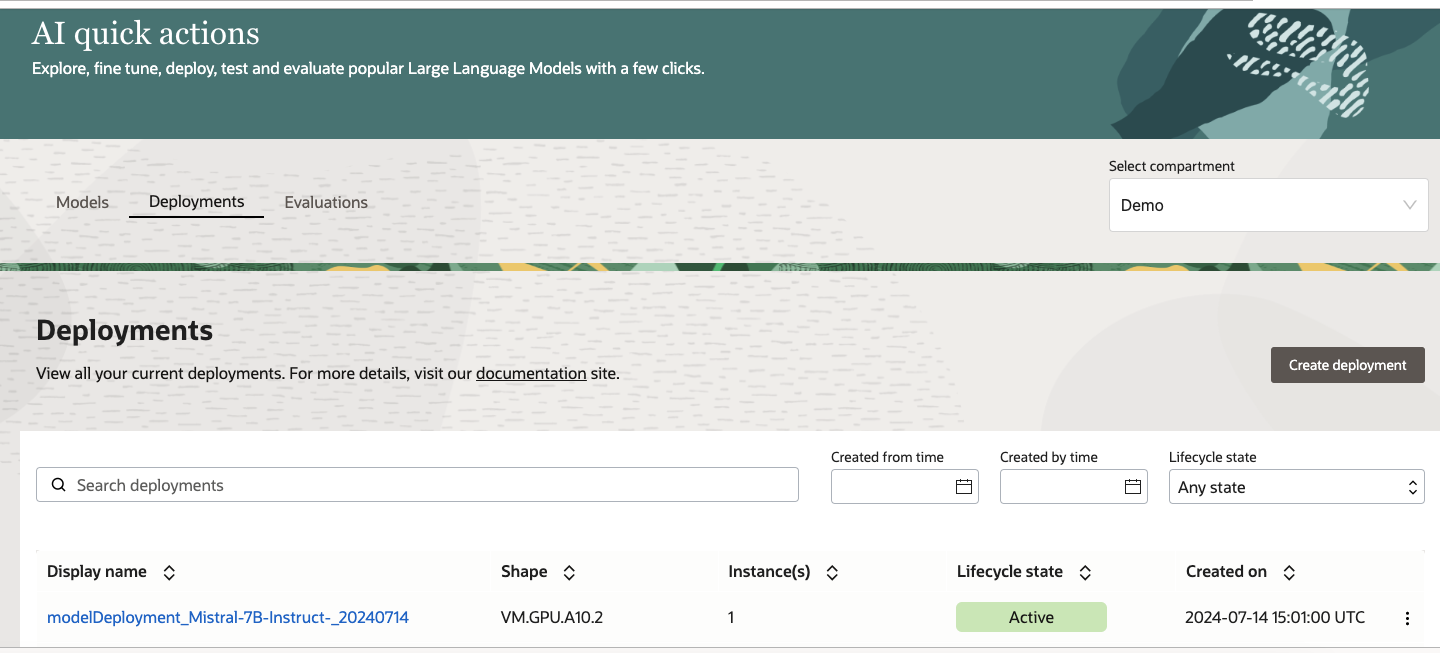 AI quick actions
Explore, fine tune, deploy, test and evaluate popular Large Language Models with a few clicks.
Select compartment
Models Deployments Evaluations
Demo
Deployments
View all your current deployments. For more details, visit our documentation site.
Create deployment
Created from time Created by time Lifecycle state
Search deployments
Any state
Display name Shape Instance(s) Lifecycle state Created on
modelDeployment_Mistral-7B-Instruct-_20240714 VM.GPU.A10.2 1 Active 2024-07-14 15:01:00 UTC